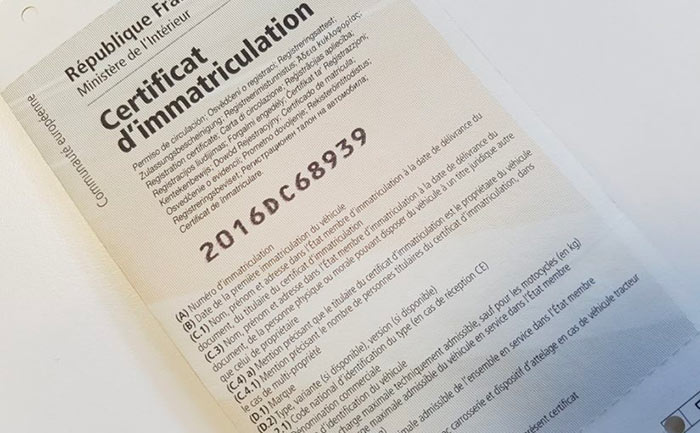 République Fra
Ministère de l'Intérieur
Communauté européenne
Certificat
d'immatriculation
Permiso de circulación; Osvědčení o registraci; Registreringsattest;
Zulassungsbescheinigung; Registreerimistunnistus; Άδεια κυκλοφορίας;
Registration certificate; Carta di circolazione; Reģistrācijas apliecība;
Registracijos liudijimas; Forgalmi engedély; Ċertifikat ta' Reġistrazzjoni;
Kentekenbewijs; Dowód Rejestracyjny; Certificado de matrícula;
Osvedčenie o evidencii; Prometno dovoljenje; Rekisteröintitodistus;
Registreringsbeviset; Регистрационен талон на автомобила;
Certificat de înmatriculare.
2016DC68939
(A) Numéro d'immatriculation
(B) Date de la première immatriculation du véhicule
(C.1) Nom, prénom et adresse dans l'État membre d'immatriculation à la date de délivrance du
document, du titulaire du certificat d'immatriculation
(C.3) Nom, prénom et adresse dans l'État membre d'immatriculation à la date de délivrance du
document, de la personne physique ou morale pouvant disposer du véhicule à un titre juridique autre
que celui de propriétaire
(C.4) a) Mention précisant que le titulaire du certificat d'immatriculation est le propriétaire du véhicule
(C.4.1) Mention précisant le nombre de personnes titulaires du certificat d'immatriculation, dans
le cas de multi-propriété
(D.1) Marque
(D.2) Type, variante (si disponible), version (si disponible)
2.1) Code national d'identification du type (en cas de réception CE)
Dénomination commerciale
d'identification du véhicule
charge maximale techniquement admissible, sauf pour les motocycles (en kg)
ge maximale admissible du véhicule en service dans l'État membre
male admissible de l'ensemble en service dans l'État membre
ec carrosserie et dispositif d'attelage en cas de véhicule tracteur
résent certificat